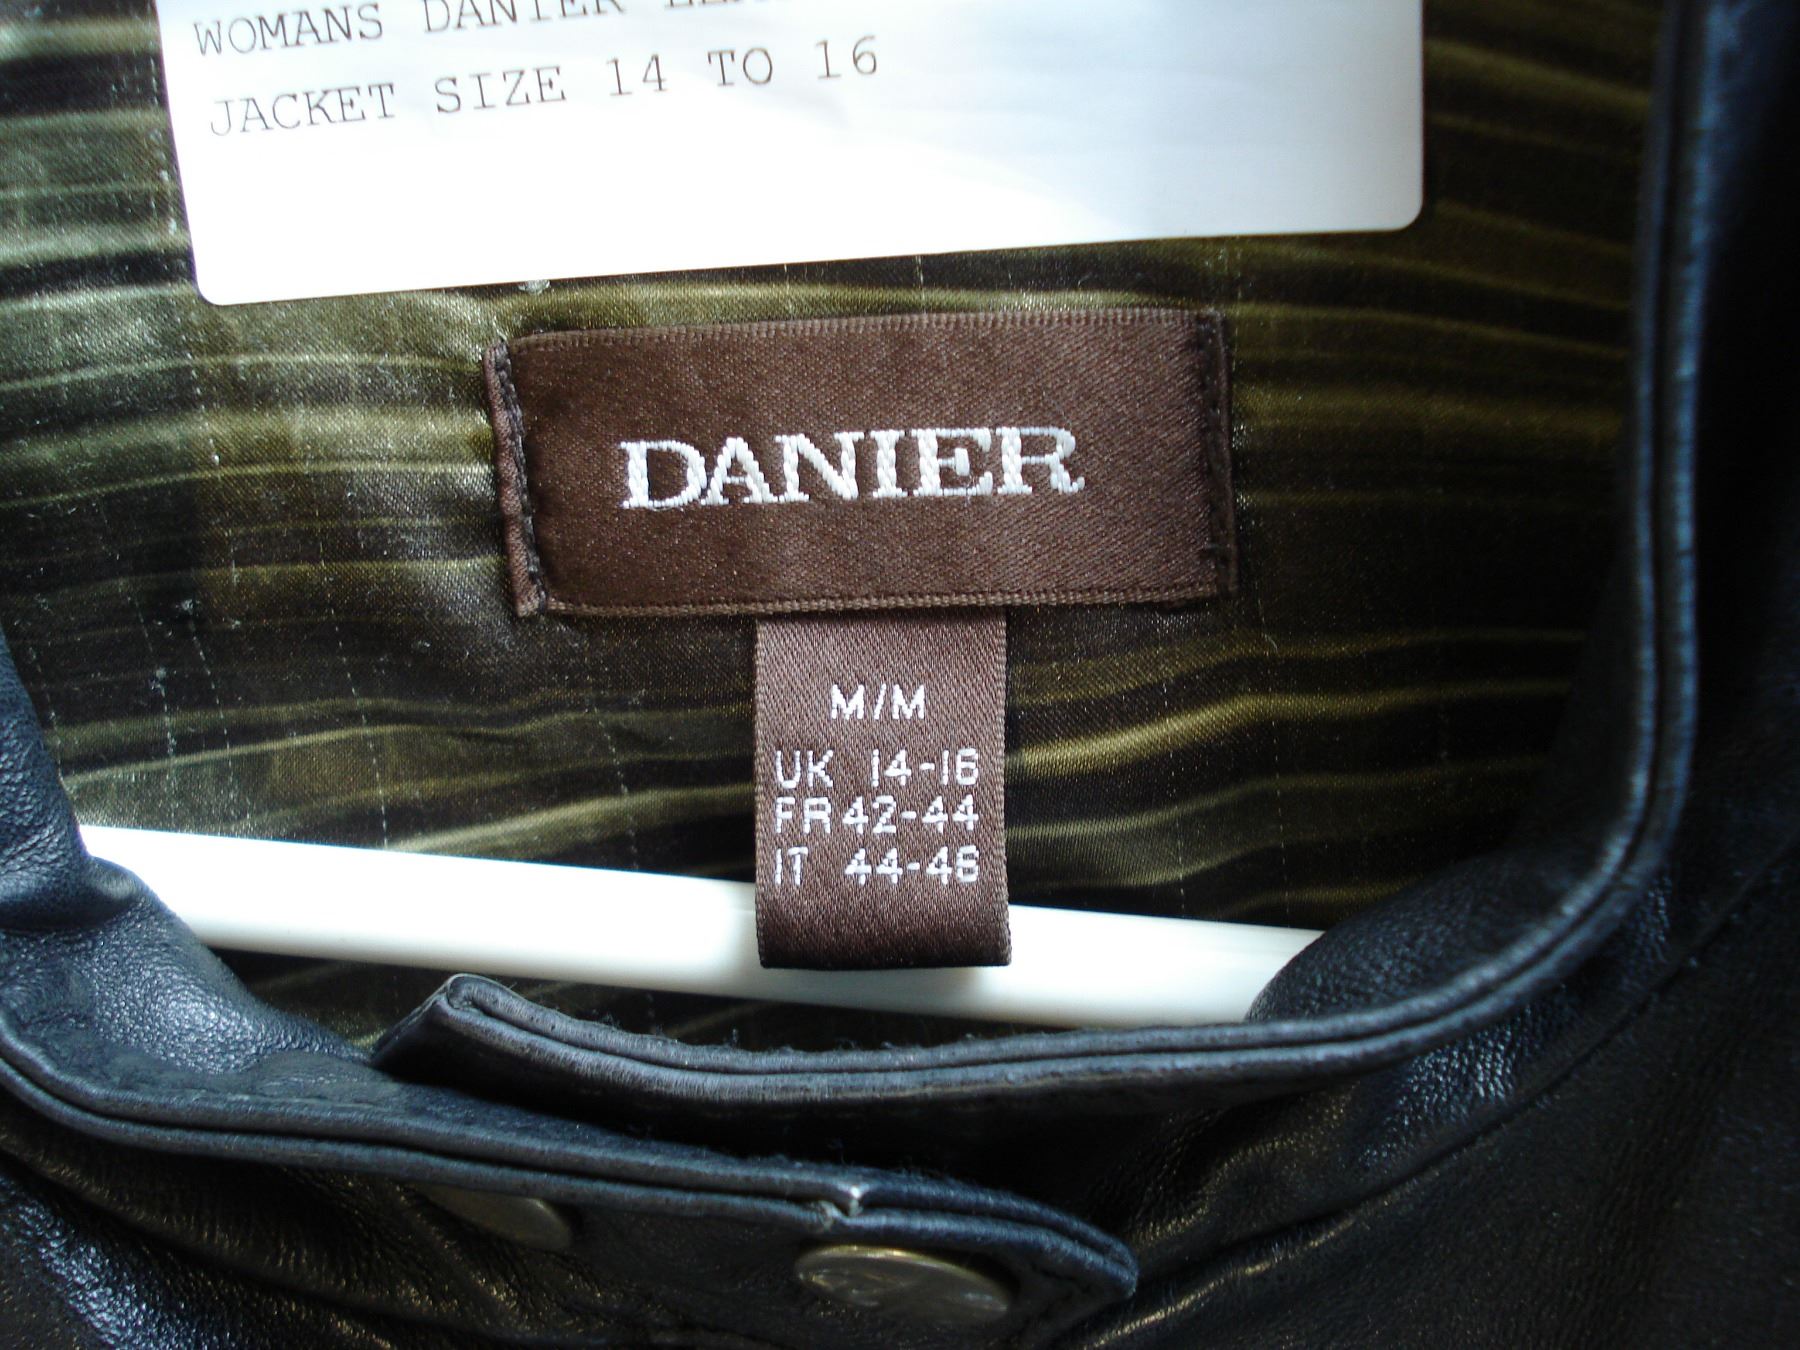 WOMANS DANIER
JACKET SIZE 14 TO 16
DANIER
M/M
UK 14-16
FR 42-44
IT 44-46